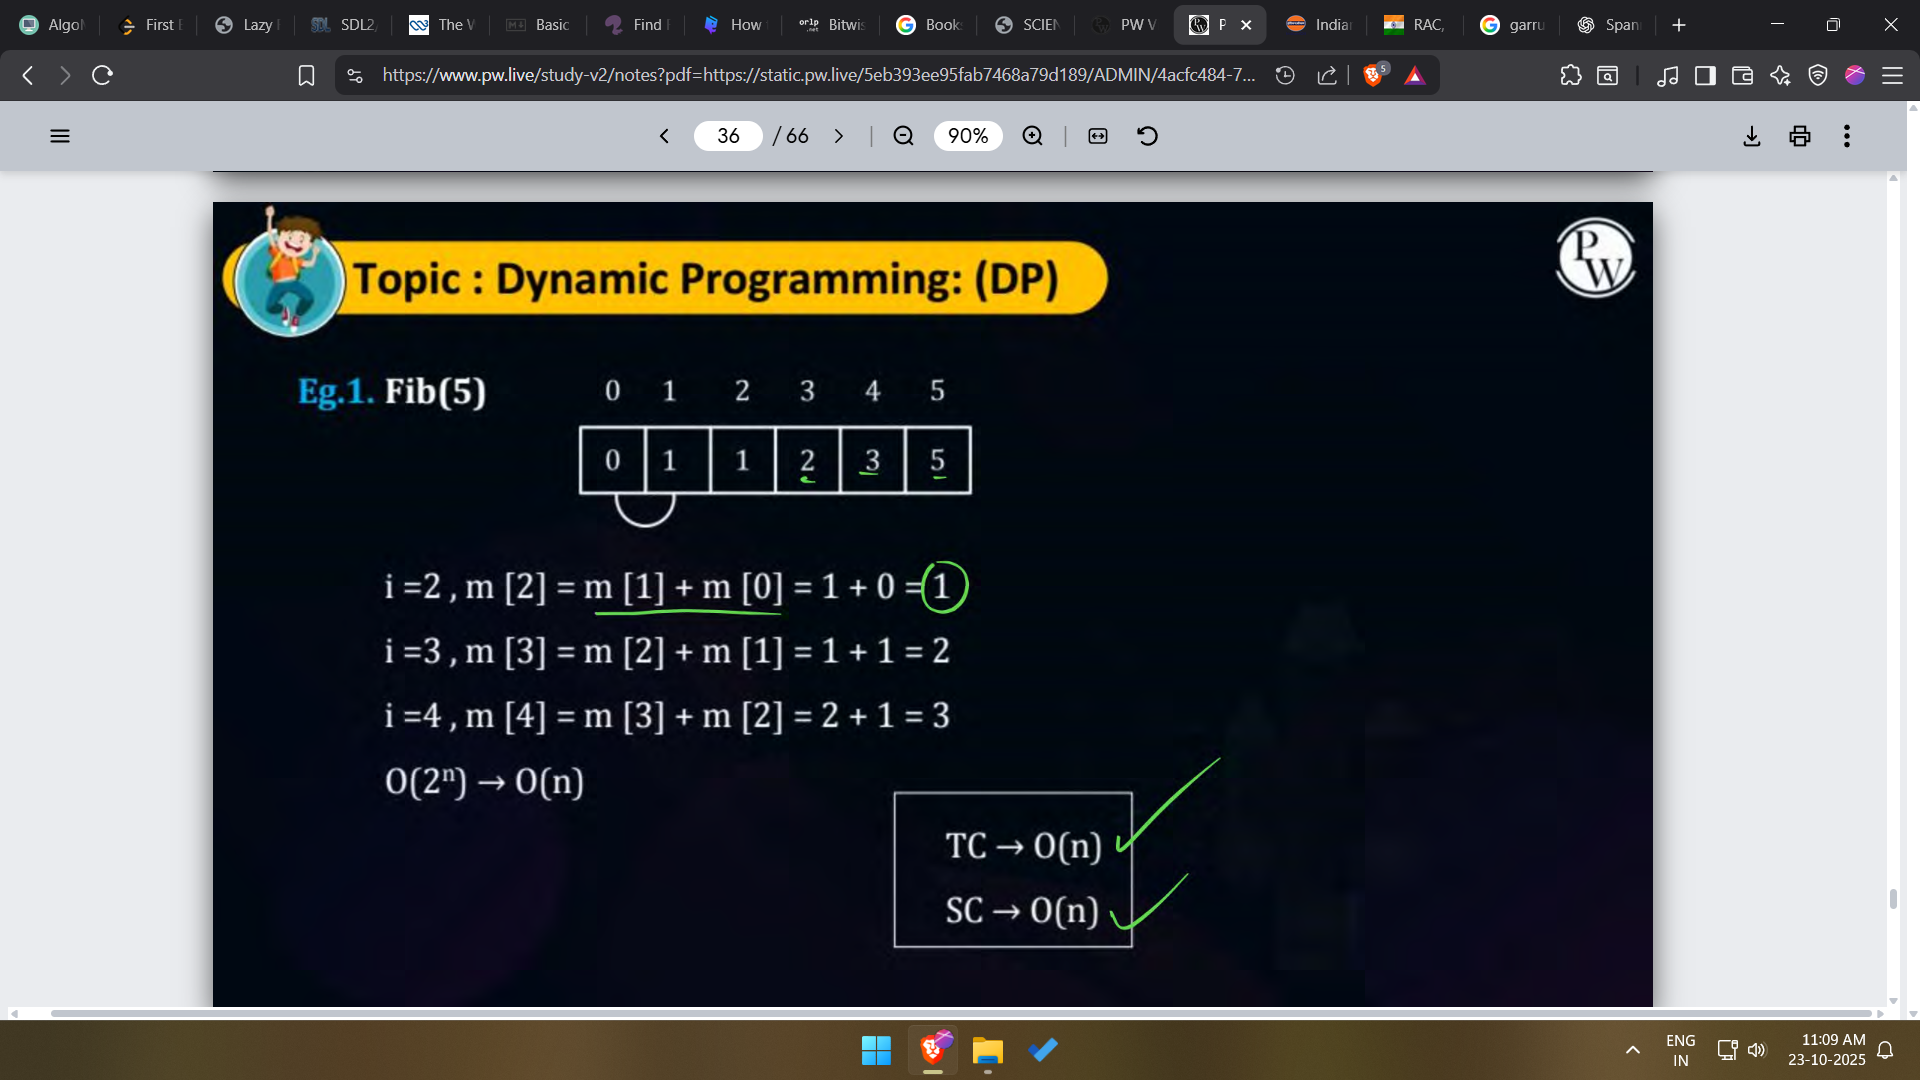 Algo
First E
Lazy
SDL2,
The W
Basic
Find
How
Bitwis
Book
SCIEN
PW V
P
India
RAC,
garru
Span
https://www.pw.live/study-v2/notes?pdf=https://static.pw.live/5eb393ee95fab7468a79d189/ADMIN/4acfc484-7...
5
36 / 66
90%
Topic : Dynamic Programming: (DP)
PW
Eg.1. Fib(5)
0 1 2 3 4 5
0 1 1 2 3 5
i =2 , m [2] = m [1] + m [0] = 1 + 0 = 1
i =3 , m [3] = m [2] + m [1] = 1 + 1 = 2
i =4 , m [4] = m [3] + m [2] = 2 + 1 = 3
O(2ⁿ) → O(n)
TC → O(n)
SC → O(n)
ENG
IN
11:09 AM
23-10-2025